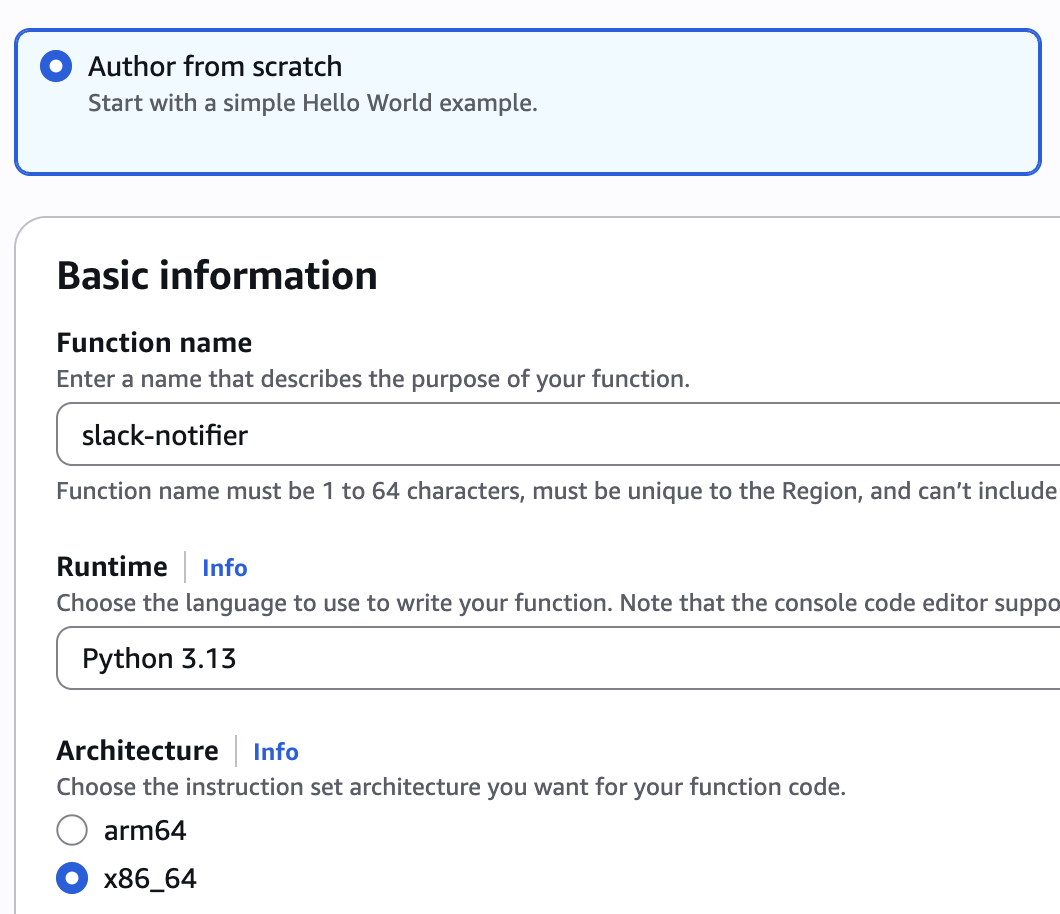 Author from scratch
Start with a simple Hello World example.
Basic information
Function name
Enter a name that describes the purpose of your function.
slack-notifier
Function name must be 1 to 64 characters, must be unique to the Region, and can’t include
Runtime
Info
Choose the language to use to write your function. Note that the console code editor suppo
Python 3.13
Architecture
Info
Choose the instruction set architecture you want for your function code.
arm64
x86_64